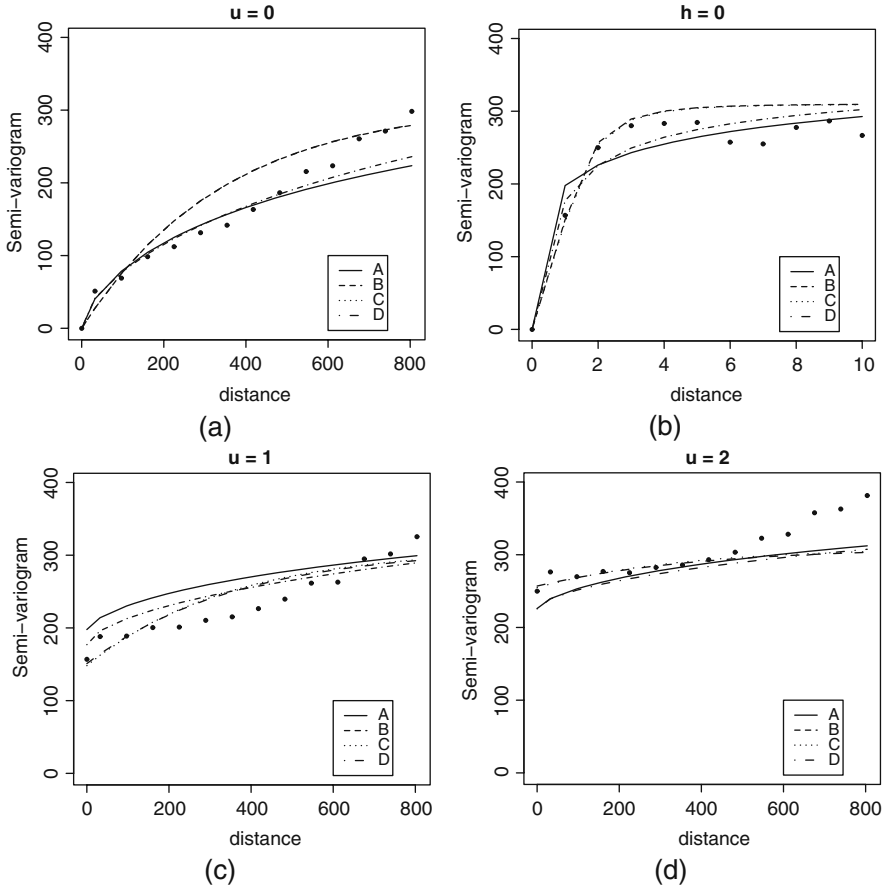 u = 0
400
300
200
100
0
Semi−variogram
A
B
C
D
0 200 400 600 800
distance
(a)
h = 0
400
300
200
100
0
Semi−variogram
A
B
C
D
0 2 4 6 8 10
distance
(b)
u = 1
400
300
200
100
0
Semi−variogram
A
B
C
D
0 200 400 600 800
distance
(c)
u = 2
400
300
200
100
0
Semi−variogram
A
B
C
D
0 200 400 600 800
distance
(d)